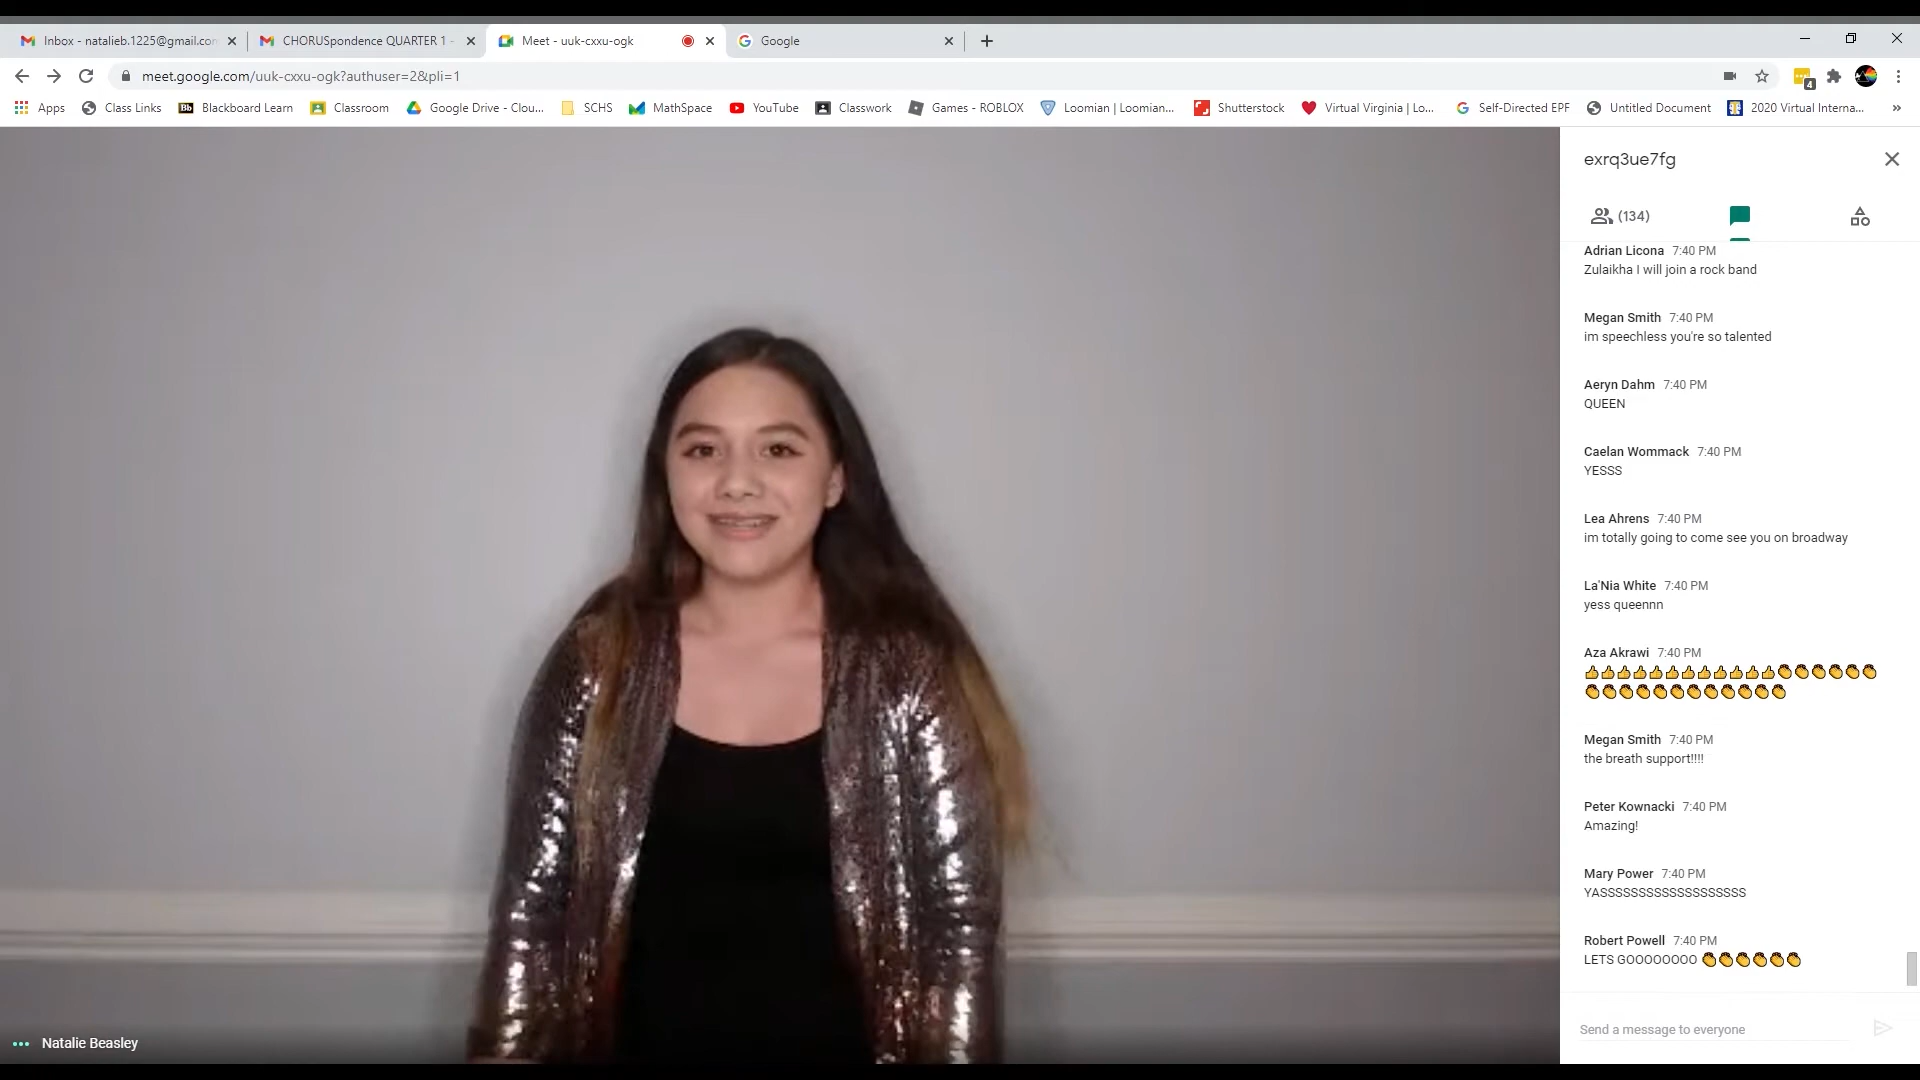 Inbox - natalieb.1225@gmail.co
CHORUSpondence QUARTER 1 -
Meet - uuk-cxxu-ogk
Google
meet.google.com/uuk-cxxu-ogk?authuser=2&pli=1
4
Apps
Class Links
Bb
Blackboard Learn
Classroom
Google Drive - Clou...
SCHS
MathSpace
YouTube
Classwork
Games - ROBLOX
Loomian | Loomian...
Shutterstock
Virtual Virginia | Lo...
Self-Directed EPF
Untitled Document
2020 Virtual Interna...
»
exrq3ue7fg
(134)
Adrian Licona 7:40 PM
Zulaikha I will join a rock band
Megan Smith 7:40 PM
im speechless you're so talented
Aeryn Dahm 7:40 PM
QUEEN
Caelan Wommack 7:40 PM
YESSS
Lea Ahrens 7:40 PM
im totally going to come see you on broadway
La'Nia White 7:40 PM
yess queennn
Aza Akrawi 7:40 PM
👍👍👍👍👍👍👍👍👍👍👍👍👏👏👏👏👏👏
👏👏👏👏👏👏👏👏👏👏👏👏
Megan Smith 7:40 PM
the breath support!!!!
Peter Kownacki 7:40 PM
Amazing!
Mary Power 7:40 PM
YASSSSSSSSSSSSSSSSSSS
Robert Powell 7:40 PM
LETS GOOOOOOOO 👏👏👏👏👏👏
Send a message to everyone
Natalie Beasley